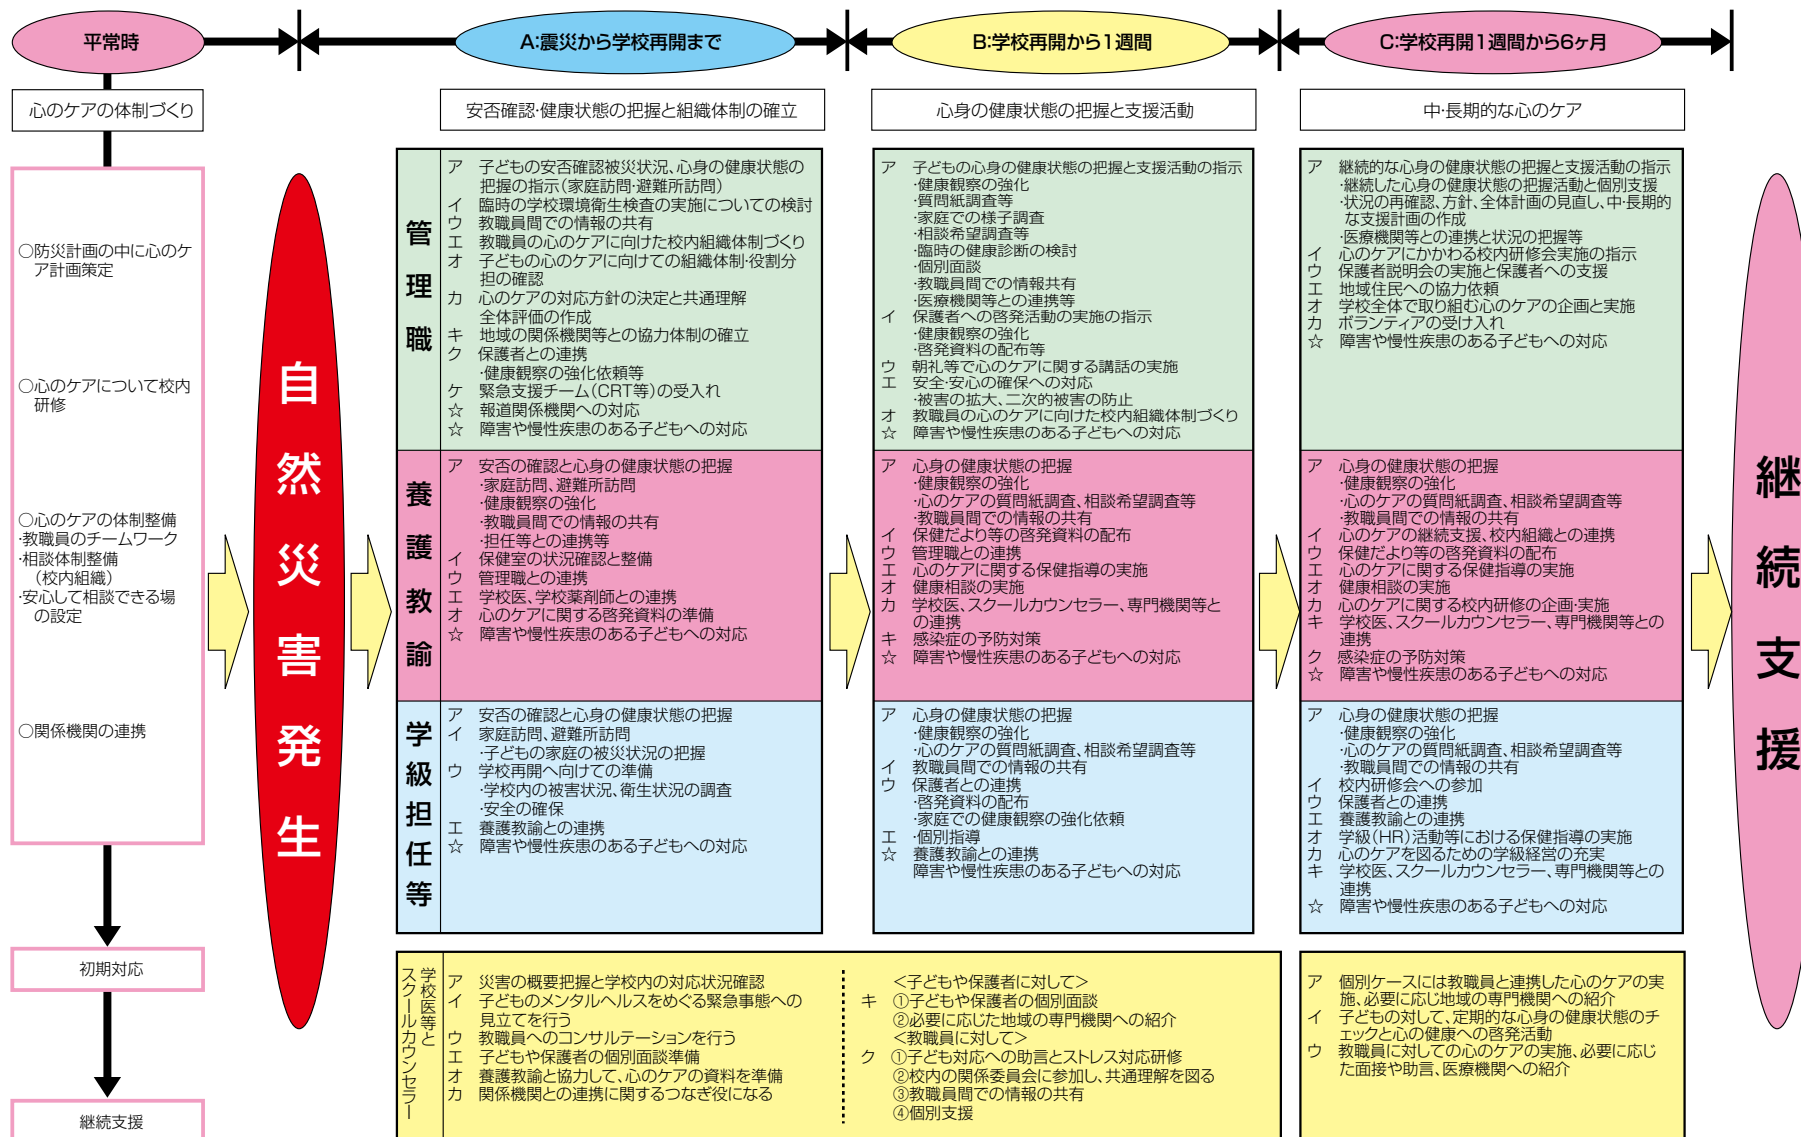 平常時
A:震災から学校再開まで
B:学校再開から1週間
C:学校再開1週間から6ヶ月
心のケアの体制づくり
安否確認・健康状態の把握と組織体制の確立
心身の健康状態の把握と支援活動
中・長期的な心のケア
○防災計画の中に心のケ
ア計画策定
○心のケアについて校内
研修
○心のケアの体制整備
・教職員のチームワーク
・相談体制整備
(校内組織)
・安心して相談できる場
の設定
○関係機関の連携
初期対応
継続支援
自然災害発生
管理職
ア 子どもの安否確認被災状況、心身の健康状態の
把握の指示(家庭訪問・避難所訪問)
イ 臨時の学校環境衛生検査の実施についての検討
ウ 教職員間での情報の共有
エ 教職員の心のケアに向けた校内組織体制づくり
オ 子どもの心のケアに向けての組織体制・役割分
担の確認
カ 心のケアの対応方針の決定と共通理解
全体評価の作成
キ 地域の関係機関等との協力体制の確立
ク 保護者との連携
・健康観察の強化依頼等
ケ 緊急支援チーム(CRT等)の受入れ
☆ 報道関係機関への対応
☆ 障害や慢性疾患のある子どもへの対応
ア 子どもの心身の健康状態の把握と支援活動の指示
・健康観察の強化
・質問紙調査等
・家庭での様子調査
・相談希望調査等
・臨時の健康診断の検討
・個別面談
・教職員間での情報共有
・医療機関等との連携等
イ 保護者への啓発活動の実施の指示
・健康観察の強化
・啓発資料の配布等
ウ 朝礼等で心のケアに関する講話の実施
エ 安全・安心の確保への対応
・被害の拡大、二次的被害の防止
オ 教職員の心のケアに向けた校内組織体制づくり
☆ 障害や慢性疾患のある子どもへの対応
ア 継続的な心身の健康状態の把握と支援活動の指示
・継続した心身の健康状態の把握活動と個別支援
・状況の再確認、方針、全体計画の見直し、中・長期的
な支援計画の作成
・医療機関等との連携と状況の把握等
イ 心のケアにかかわる校内研修会実施の指示
ウ 保護者説明会の実施と保護者への支援
エ 地域住民への協力依頼
オ 学校全体で取り組む心のケアの企画と実施
カ ボランティアの受け入れ
☆ 障害や慢性疾患のある子どもへの対応
養護教諭
ア 安否の確認と心身の健康状態の把握
・家庭訪問、避難所訪問
・健康観察の強化
・教職員間での情報の共有
・担任等との連携等
イ 保健室の状況確認と整備
ウ 管理職との連携
エ 学校医、学校薬剤師との連携
オ 心のケアに関する啓発資料の準備
☆ 障害や慢性疾患のある子どもへの対応
ア 心身の健康状態の把握
・健康観察の強化
・心のケアの質問紙調査、相談希望調査等
・教職員間での情報の共有
イ 保健だより等の啓発資料の配布
ウ 管理職との連携
エ 心のケアに関する保健指導の実施
オ 健康相談の実施
カ 学校医、スクールカウンセラー、専門機関等と
の連携
キ 感染症の予防対策
☆ 障害や慢性疾患のある子どもへの対応
ア 心身の健康状態の把握
・健康観察の強化
・心のケアの質問紙調査、相談希望調査等
・教職員間での情報の共有
イ 心のケアの継続支援、校内組織との連携
ウ 保健だより等の啓発資料の配布
エ 心のケアに関する保健指導の実施
オ 健康相談の実施
カ 心のケアに関する校内研修の企画・実施
キ 学校医、スクールカウンセラー、専門機関等との
連携
ク 感染症の予防対策
☆ 障害や慢性疾患のある子どもへの対応
学級担任等
ア 安否の確認と心身の健康状態の把握
イ 家庭訪問、避難所訪問
・子どもの家庭の被災状況の把握
ウ 学校再開へ向けての準備
・学校内の被害状況、衛生状況の調査
・安全の確保
エ 養護教諭との連携
☆ 障害や慢性疾患のある子どもへの対応
ア 心身の健康状態の把握
・健康観察の強化
・心のケアの質問紙調査、相談希望調査等
イ 教職員間での情報の共有
ウ 保護者との連携
・啓発資料の配布
・家庭での健康観察の強化依頼
エ ・個別指導
☆ 養護教諭との連携
障害や慢性疾患のある子どもへの対応
ア 心身の健康状態の把握
・健康観察の強化
・心のケアの質問紙調査、相談希望調査等
・教職員間での情報の共有
イ 校内研修会への参加
ウ 保護者との連携
エ 養護教諭との連携
オ 学級(HR)活動等における保健指導の実施
カ 心のケアを図るための学級経営の充実
キ 学校医、スクールカウンセラー、専門機関等との
連携
☆ 障害や慢性疾患のある子どもへの対応
学校医等と
スクールカウンセラー
ア 災害の概要把握と学校内の対応状況確認
イ 子どものメンタルヘルスをめぐる緊急事態への
見立てを行う
ウ 教職員へのコンサルテーションを行う
エ 子どもや保護者の個別面談準備
オ 養護教諭と協力して、心のケアの資料を準備
カ 関係機関との連携に関するつなぎ役になる
<子どもや保護者に対して>
キ ①子どもや保護者の個別面談
②必要に応じた地域の専門機関への紹介
<教職員に対して>
ク ①子ども対応への助言とストレス対応研修
②校内の関係委員会に参加し、共通理解を図る
③教職員間での情報の共有
④個別支援
ア 個別ケースには教職員と連携した心のケアの実
施、必要に応じ地域の専門機関への紹介
イ 子どもの対して、定期的な心身の健康状態のチ
ェックと心の健康への啓発活動
ウ 教職員に対しての心のケアの実施、必要に応じ
た面接や助言、医療機関への紹介
継続支援